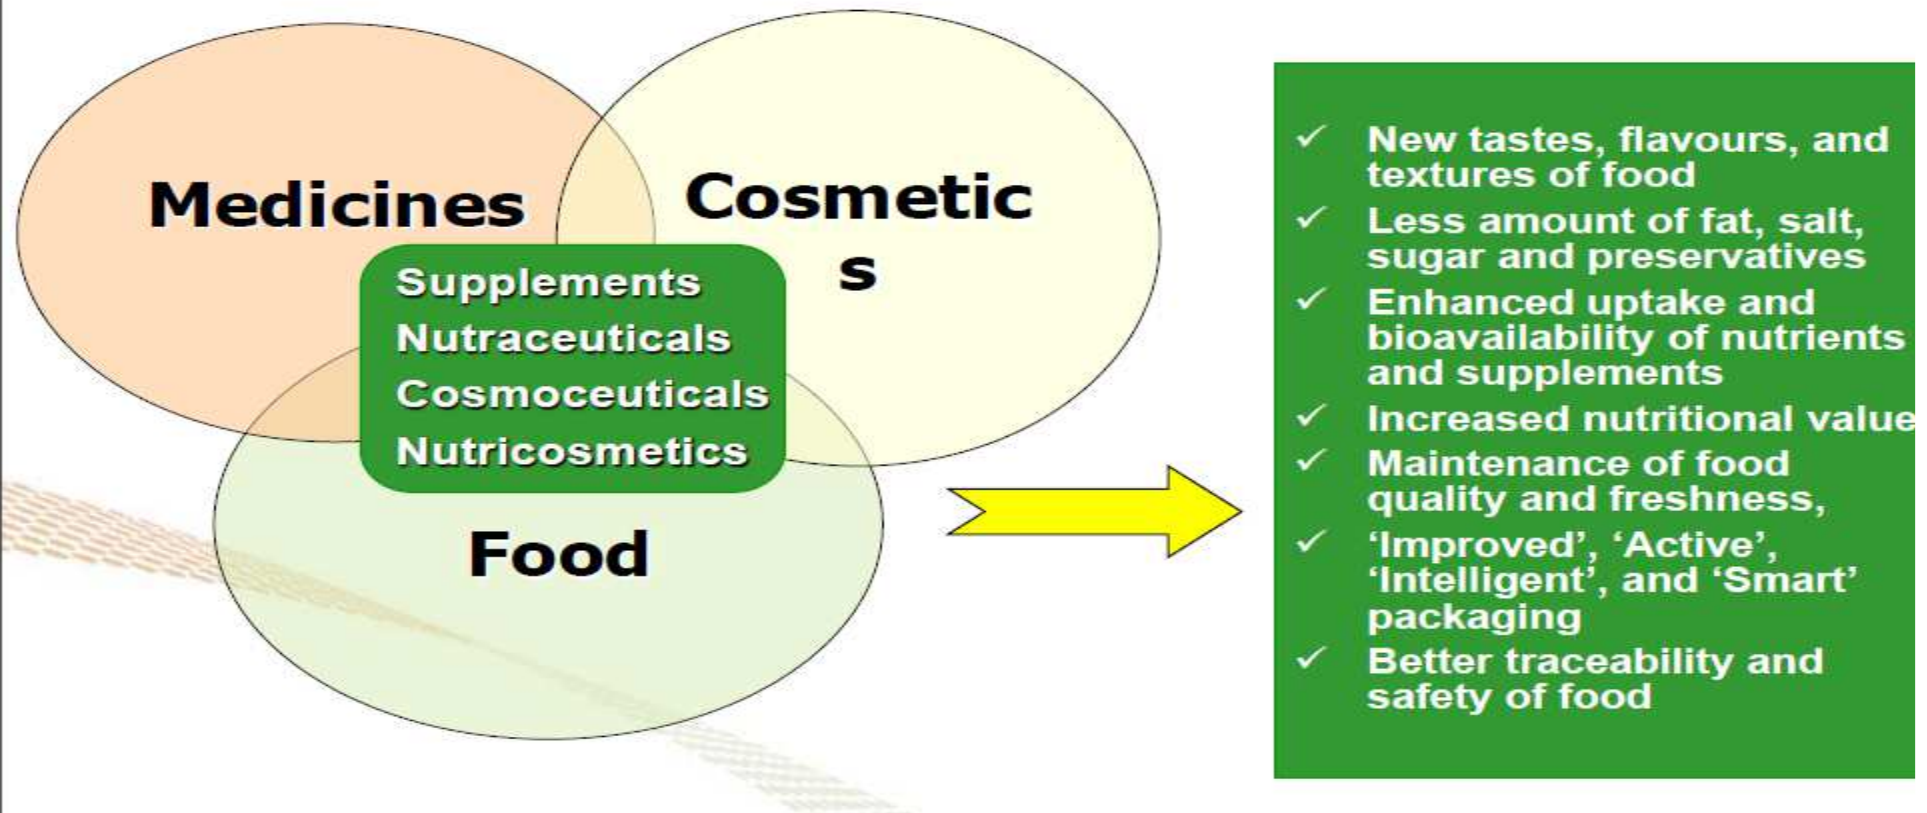 Medicines
Cosmetic
s
Supplements
Nutraceuticals
Cosmoceuticals
Nutricosmetics
Food
✓ New tastes, flavours, and
textures of food
✓ Less amount of fat, salt,
sugar and preservatives
✓ Enhanced uptake and
bioavailability of nutrients
and supplements
✓ Increased nutritional value
✓ Maintenance of food
quality and freshness,
✓ ‘Improved’, ‘Active’,
‘Intelligent’, and ‘Smart’
packaging
✓ Better traceability and
safety of food